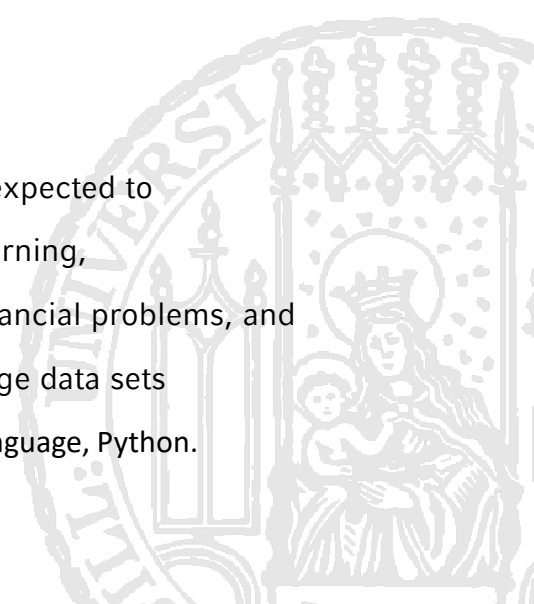 expected to
rning,
ancial problems, and
ge data sets
nguage, Python.
UNIVERSI